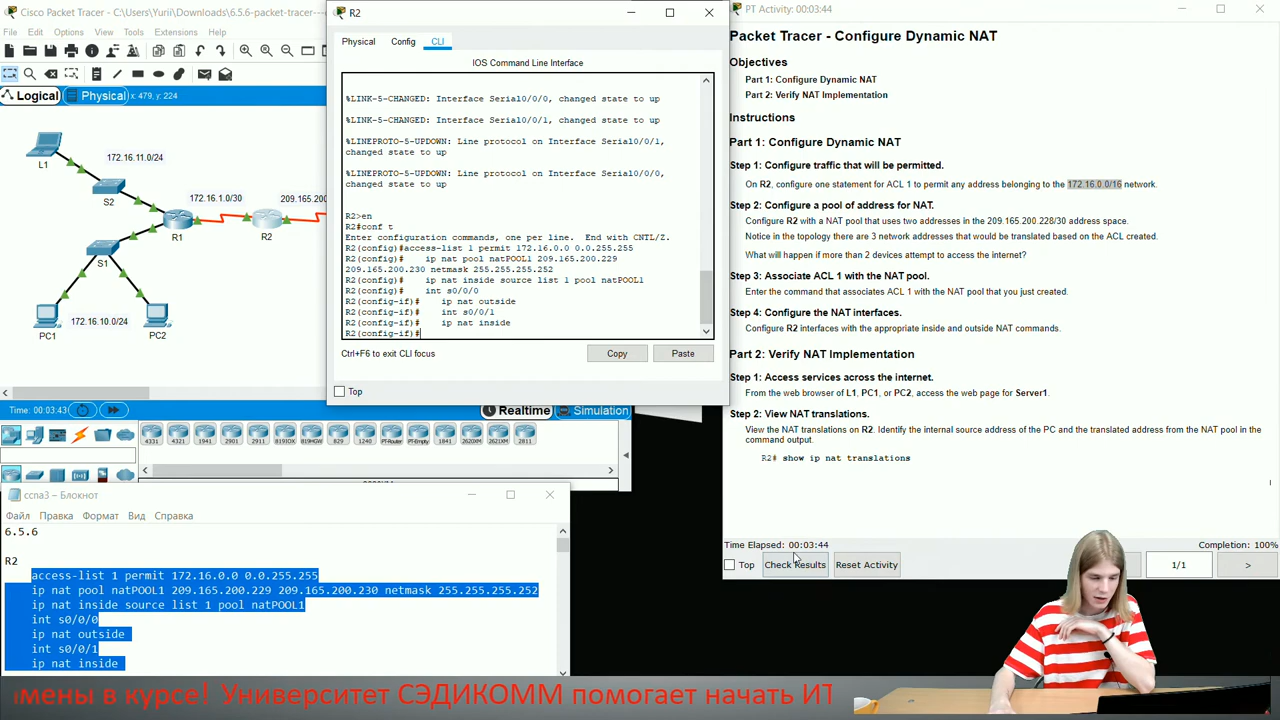 Cisco Packet Tracer - C:\Users\Yurii\Downloads\6.5.6-packet-tracer---
File Edit Options View Tools Extensions Help
Logical Physical x: 479, y: 224
L1
172.16.11.0/24
S2
172.16.1.0/30
209.165.200
R1
R2
S1
PC1
172.16.10.0/24
PC2
Time: 00:03:43
Realtime Simulation
4331 4321 1941 2901 2911 819IOX 819HGW 829 1240 PT-Router PT-Empty 1841 2620XM 2621XM 2811
R2
Physical Config CLI
IOS Command Line Interface
%LINK-5-CHANGED: Interface Serial0/0/0, changed state to up
%LINK-5-CHANGED: Interface Serial0/0/1, changed state to up
%LINEPROTO-5-UPDOWN: Line protocol on Interface Serial0/0/1,
changed state to up
%LINEPROTO-5-UPDOWN: Line protocol on Interface Serial0/0/0,
changed state to up
R2>en
R2#conf t
Enter configuration commands, one per line. End with CNTL/Z.
R2(config)#access-list 1 permit 172.16.0.0 0.0.255.255
R2(config)# ip nat pool natPOOL1 209.165.200.229
209.165.200.230 netmask 255.255.255.252
R2(config)# ip nat inside source list 1 pool natPOOL1
R2(config)# int s0/0/0
R2(config-if)# ip nat outside
R2(config-if)# int s0/0/1
R2(config-if)# ip nat inside
R2(config-if)#
Ctrl+F6 to exit CLI focus
Copy Paste
Top
PT Activity: 00:03:44
Packet Tracer - Configure Dynamic NAT
Objectives
Part 1: Configure Dynamic NAT
Part 2: Verify NAT Implementation
Instructions
Part 1: Configure Dynamic NAT
Step 1: Configure traffic that will be permitted.
On R2, configure one statement for ACL 1 to permit any address belonging to the 172.16.0.0/16 network.
Step 2: Configure a pool of address for NAT.
Configure R2 with a NAT pool that uses two addresses in the 209.165.200.228/30 address space.
Notice in the topology there are 3 network addresses that would be translated based on the ACL created.
What will happen if more than 2 devices attempt to access the internet?
Step 3: Associate ACL 1 with the NAT pool.
Enter the command that associates ACL 1 with the NAT pool that you just created.
Step 4: Configure the NAT interfaces.
Configure R2 interfaces with the appropriate inside and outside NAT commands.
Part 2: Verify NAT Implementation
Step 1: Access services across the internet.
From the web browser of L1, PC1, or PC2, access the web page for Server1.
Step 2: View NAT translations.
View the NAT translations on R2. Identify the internal source address of the PC and the translated address from the NAT pool in the
command output.
R2# show ip nat translations
Time Elapsed: 00:03:44
Completion: 100%
Top Check Results Reset Activity 1/1 >
ccna3 – Блокнот
Файл Правка Формат Вид Справка
6.5.6
R2
access-list 1 permit 172.16.0.0 0.0.255.255
ip nat pool natPOOL1 209.165.200.229 209.165.200.230 netmask 255.255.255.252
ip nat inside source list 1 pool natPOOL1
int s0/0/0
ip nat outside
int s0/0/1
ip nat inside
мены в курсе! Университет СЭДИКОММ помогает начать ИТ